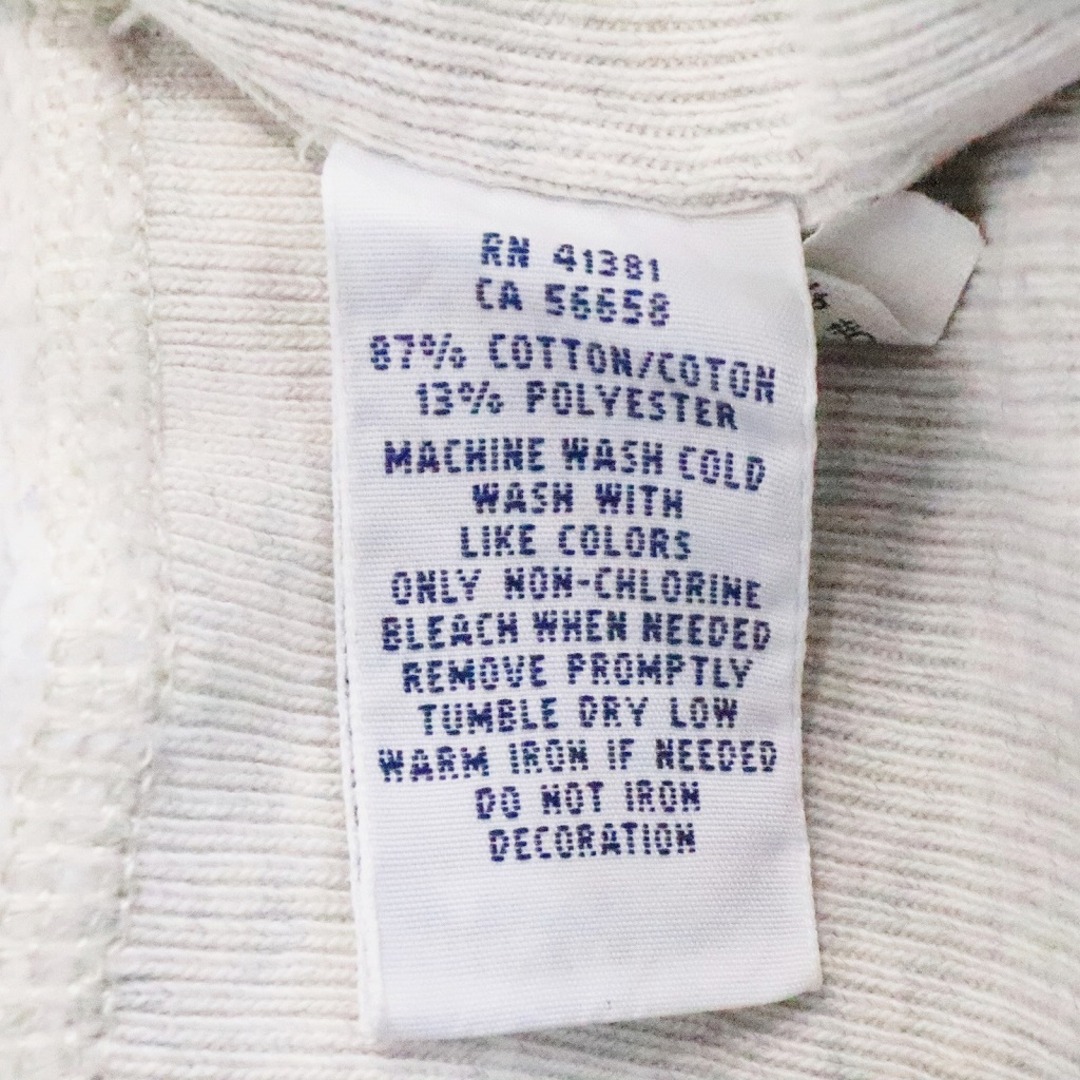 RN 41381
CA 56658
87% COTTON/COTON
13% POLYESTER
MACHINE WASH COLD
WASH WITH
LIKE COLORS
ONLY NON-CHLORINE
BLEACH WHEN NEEDED
REMOVE PROMPTLY
TUMBLE DRY LOW
WARM IRON IF NEEDED
DO NOT IRON
DECORATION